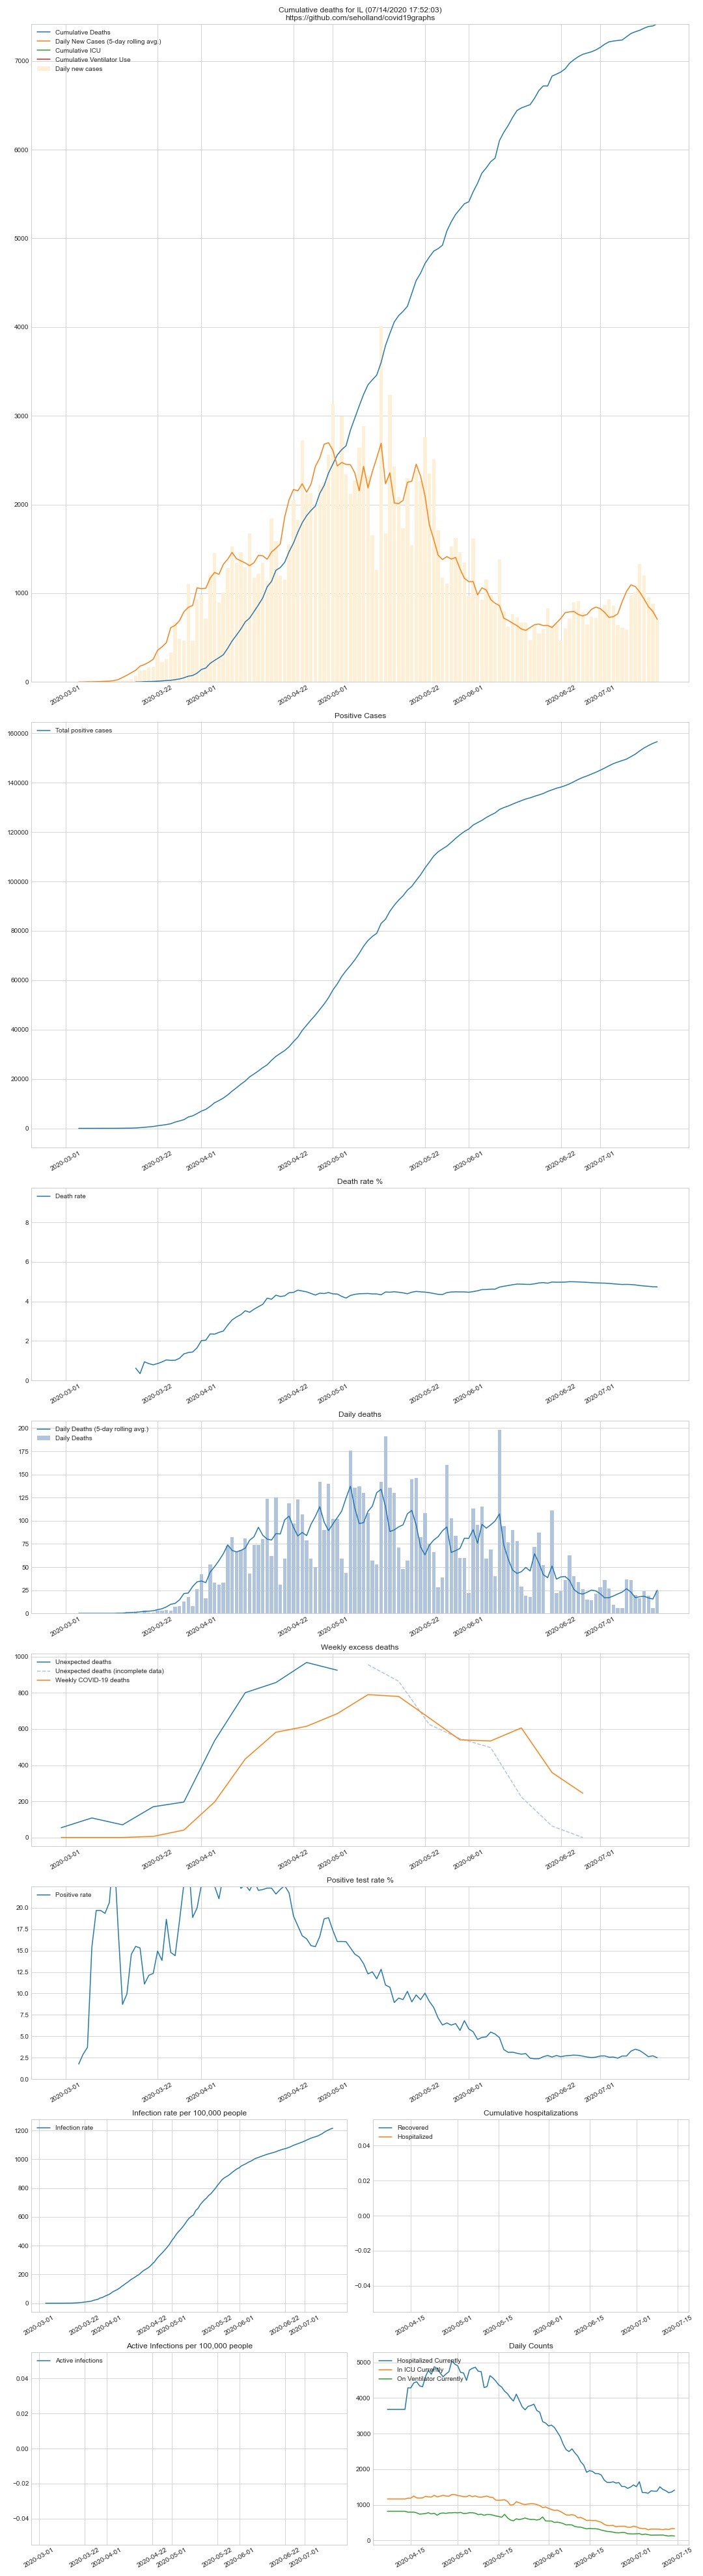 Cumulative deaths for IL (07/14/2020 17:52:03)
https://github.com/seholland/covid19graphs
Cumulative Deaths
Daily New Cases (5-day rolling avg.)
Cumulative ICU
Cumulative Ventilator Use
Daily new cases
7000
6000
5000
4000
3000
2000
1000
0
2020-03-01 2020-03-22 2020-04-01 2020-04-22 2020-05-01 2020-05-22 2020-06-01 2020-06-22 2020-07-01
Positive Cases
Total positive cases
160000
140000
120000
100000
80000
60000
40000
20000
0
2020-03-01 2020-03-22 2020-04-01 2020-04-22 2020-05-01 2020-05-22 2020-06-01 2020-06-22 2020-07-01
Death rate %
Death rate
8
6
4
2
0
2020-03-01 2020-03-22 2020-04-01 2020-04-22 2020-05-01 2020-05-22 2020-06-01 2020-06-22 2020-07-01
Daily deaths
Daily Deaths (5-day rolling avg.)
Daily Deaths
200
175
150
125
100
75
50
25
0
2020-03-01 2020-03-22 2020-04-01 2020-04-22 2020-05-01 2020-05-22 2020-06-01 2020-06-22 2020-07-01
Weekly excess deaths
Unexpected deaths
Unexpected deaths (incomplete data)
Weekly COVID-19 deaths
1000
800
600
400
200
0
2020-03-01 2020-03-22 2020-04-01 2020-04-22 2020-05-01 2020-05-22 2020-06-01 2020-06-22 2020-07-01
Positive test rate %
Positive rate
20.0
17.5
15.0
12.5
10.0
7.5
5.0
2.5
0.0
2020-03-01 2020-03-22 2020-04-01 2020-04-22 2020-05-01 2020-05-22 2020-06-01 2020-06-22 2020-07-01
Infection rate per 100,000 people
Infection rate
1200
1000
800
600
400
200
0
2020-03-01 2020-03-22 2020-04-01 2020-04-22 2020-05-01 2020-05-22 2020-06-01 2020-06-22 2020-07-01
Cumulative hospitalizations
Recovered
Hospitalized
0.04
0.02
0.00
−0.02
−0.04
2020-04-15 2020-05-01 2020-05-15 2020-06-01 2020-06-15 2020-07-01 2020-07-15
Active Infections per 100,000 people
Active infections
0.04
0.02
0.00
−0.02
−0.04
2020-03-01 2020-03-22 2020-04-01 2020-04-22 2020-05-01 2020-05-22 2020-06-01 2020-06-22 2020-07-01
Daily Counts
Hospitalized Currently
In ICU Currently
On Ventilator Currently
5000
4000
3000
2000
1000
0
2020-04-15 2020-05-01 2020-05-15 2020-06-01 2020-06-15 2020-07-01 2020-07-15